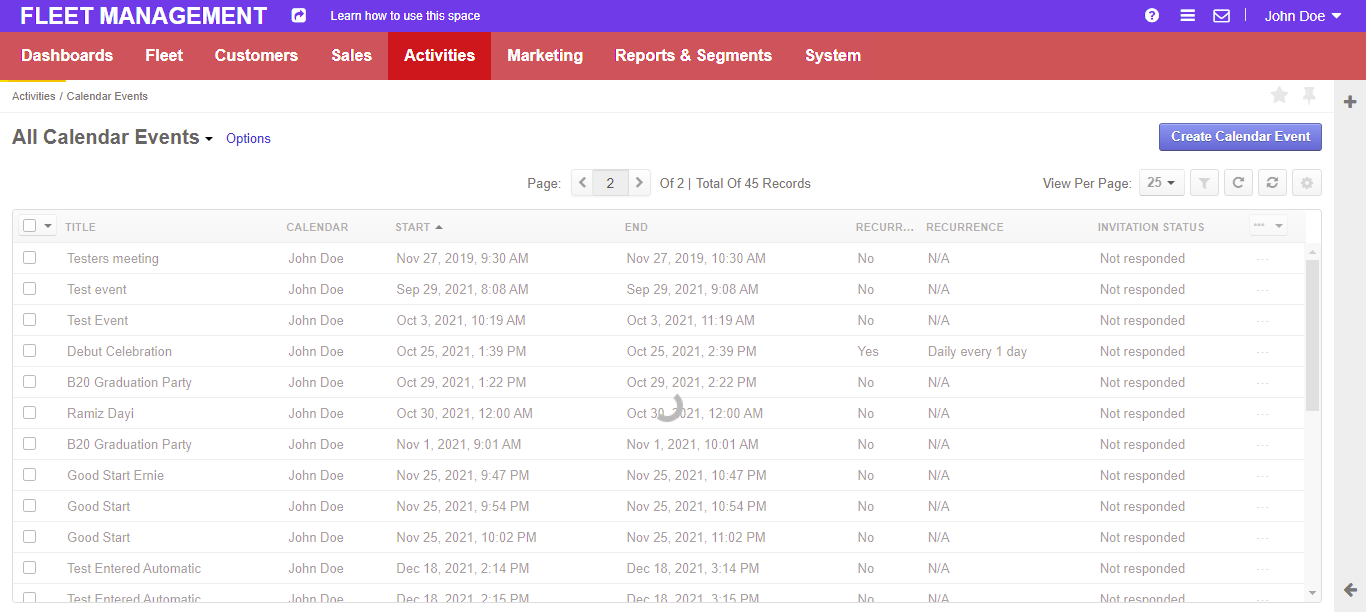 FLEET MANAGEMENT Learn how to use this space John Doe
Dashboards Fleet Customers Sales Activities Marketing Reports & Segments System
Activities / Calendar Events
All Calendar Events Options Create Calendar Event
Page: 2 Of 2 | Total Of 45 Records View Per Page: 25
TITLE CALENDAR START END RECURR... RECURRENCE INVITATION STATUS
Testers meeting John Doe Nov 27, 2019, 9:30 AM Nov 27, 2019, 10:30 AM No N/A Not responded
Test event John Doe Sep 29, 2021, 8:08 AM Sep 29, 2021, 9:08 AM No N/A Not responded
Test Event John Doe Oct 3, 2021, 10:19 AM Oct 3, 2021, 11:19 AM No N/A Not responded
Debut Celebration John Doe Oct 25, 2021, 1:39 PM Oct 25, 2021, 2:39 PM Yes Daily every 1 day Not responded
B20 Graduation Party John Doe Oct 29, 2021, 1:22 PM Oct 29, 2021, 2:22 PM No N/A Not responded
Ramiz Dayi John Doe Oct 30, 2021, 12:00 AM Oct 30, 2021, 12:00 AM No N/A Not responded
B20 Graduation Party John Doe Nov 1, 2021, 9:01 AM Nov 1, 2021, 10:01 AM No N/A Not responded
Good Start Ernie John Doe Nov 25, 2021, 9:47 PM Nov 25, 2021, 10:47 PM No N/A Not responded
Good Start John Doe Nov 25, 2021, 9:54 PM Nov 25, 2021, 10:54 PM No N/A Not responded
Good Start John Doe Nov 25, 2021, 10:02 PM Nov 25, 2021, 11:02 PM No N/A Not responded
Test Entered Automatic John Doe Dec 18, 2021, 2:14 PM Dec 18, 2021, 3:14 PM No N/A Not responded
Test Entered Automatic John Doe Dec 18, 2021, 2:15 PM Dec 18, 2021, 3:15 PM No N/A Not responded